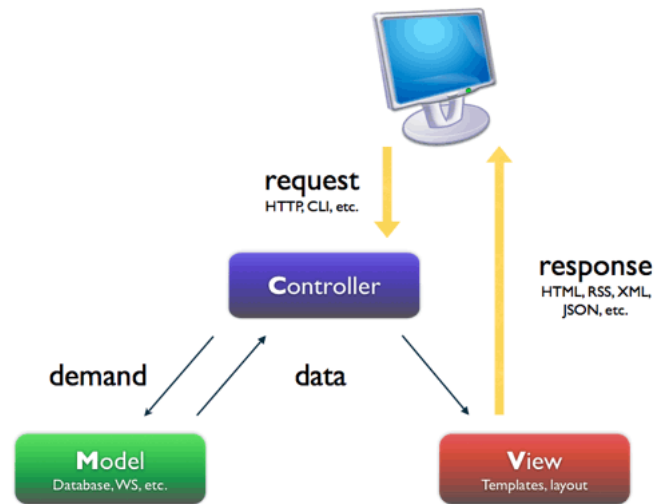 request
HTTP, CLI, etc.
Controller
response
HTML, RSS, XML,
JSON, etc.
demand
data
Model
Database, WS, etc.
View
Templates, layout